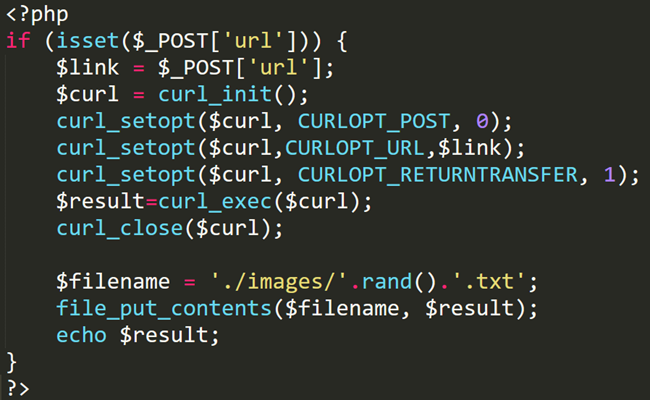 <?php
if (isset($_POST['url'])) {
    $link = $_POST['url'];
    $curl = curl_init();
    curl_setopt($curl, CURLOPT_POST, 0);
    curl_setopt($curl,CURLOPT_URL,$link);
    curl_setopt($curl, CURLOPT_RETURNTRANSFER, 1);
    $result=curl_exec($curl);
    curl_close($curl);

    $filename = './images/'.rand().'.txt';
    file_put_contents($filename, $result);
    echo $result;
}
?>